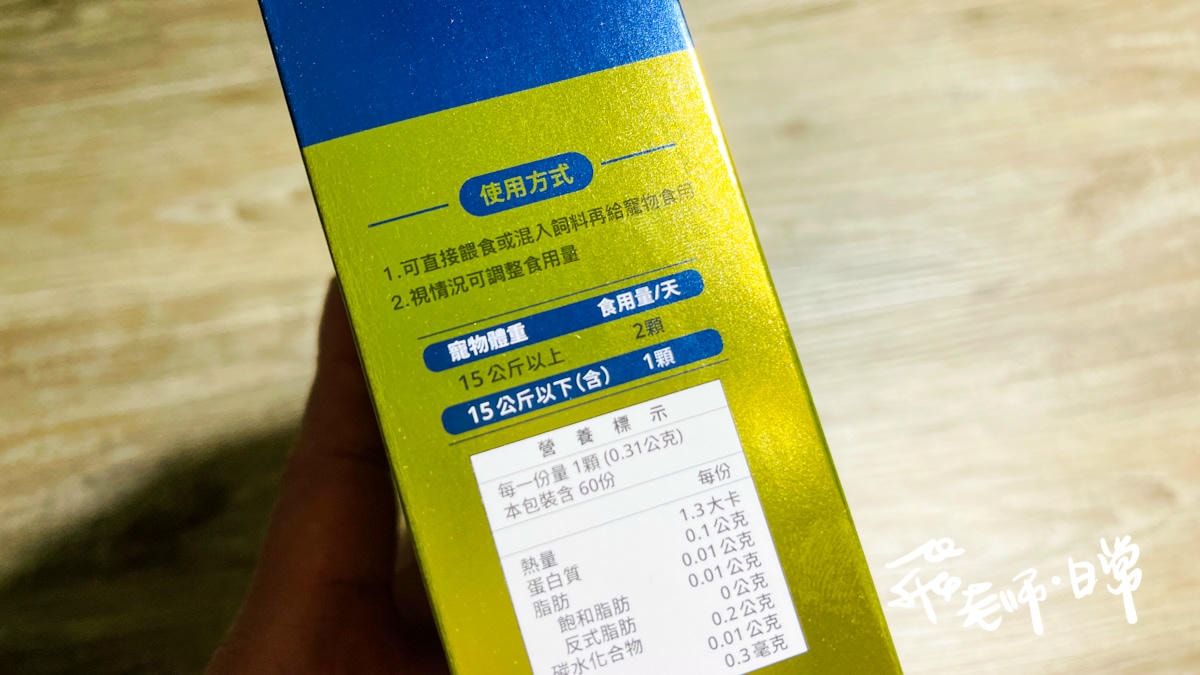 使用方式
1.可直接餵食或混入飼料再給寵物食用
2.視情況可調整食用量
寵物體重 食用量/天
15公斤以上 2顆
15公斤以下(含) 1顆
營養標示
每一份量 1顆 (0.31公克)
本包裝含 60份
每份
熱量 1.3大卡
蛋白質 0.1公克
脂肪 0.01公克
飽和脂肪 0.01公克
反式脂肪 0公克
碳水化合物 0.2公克
0.01公克
0.3毫克
飛老師·日常